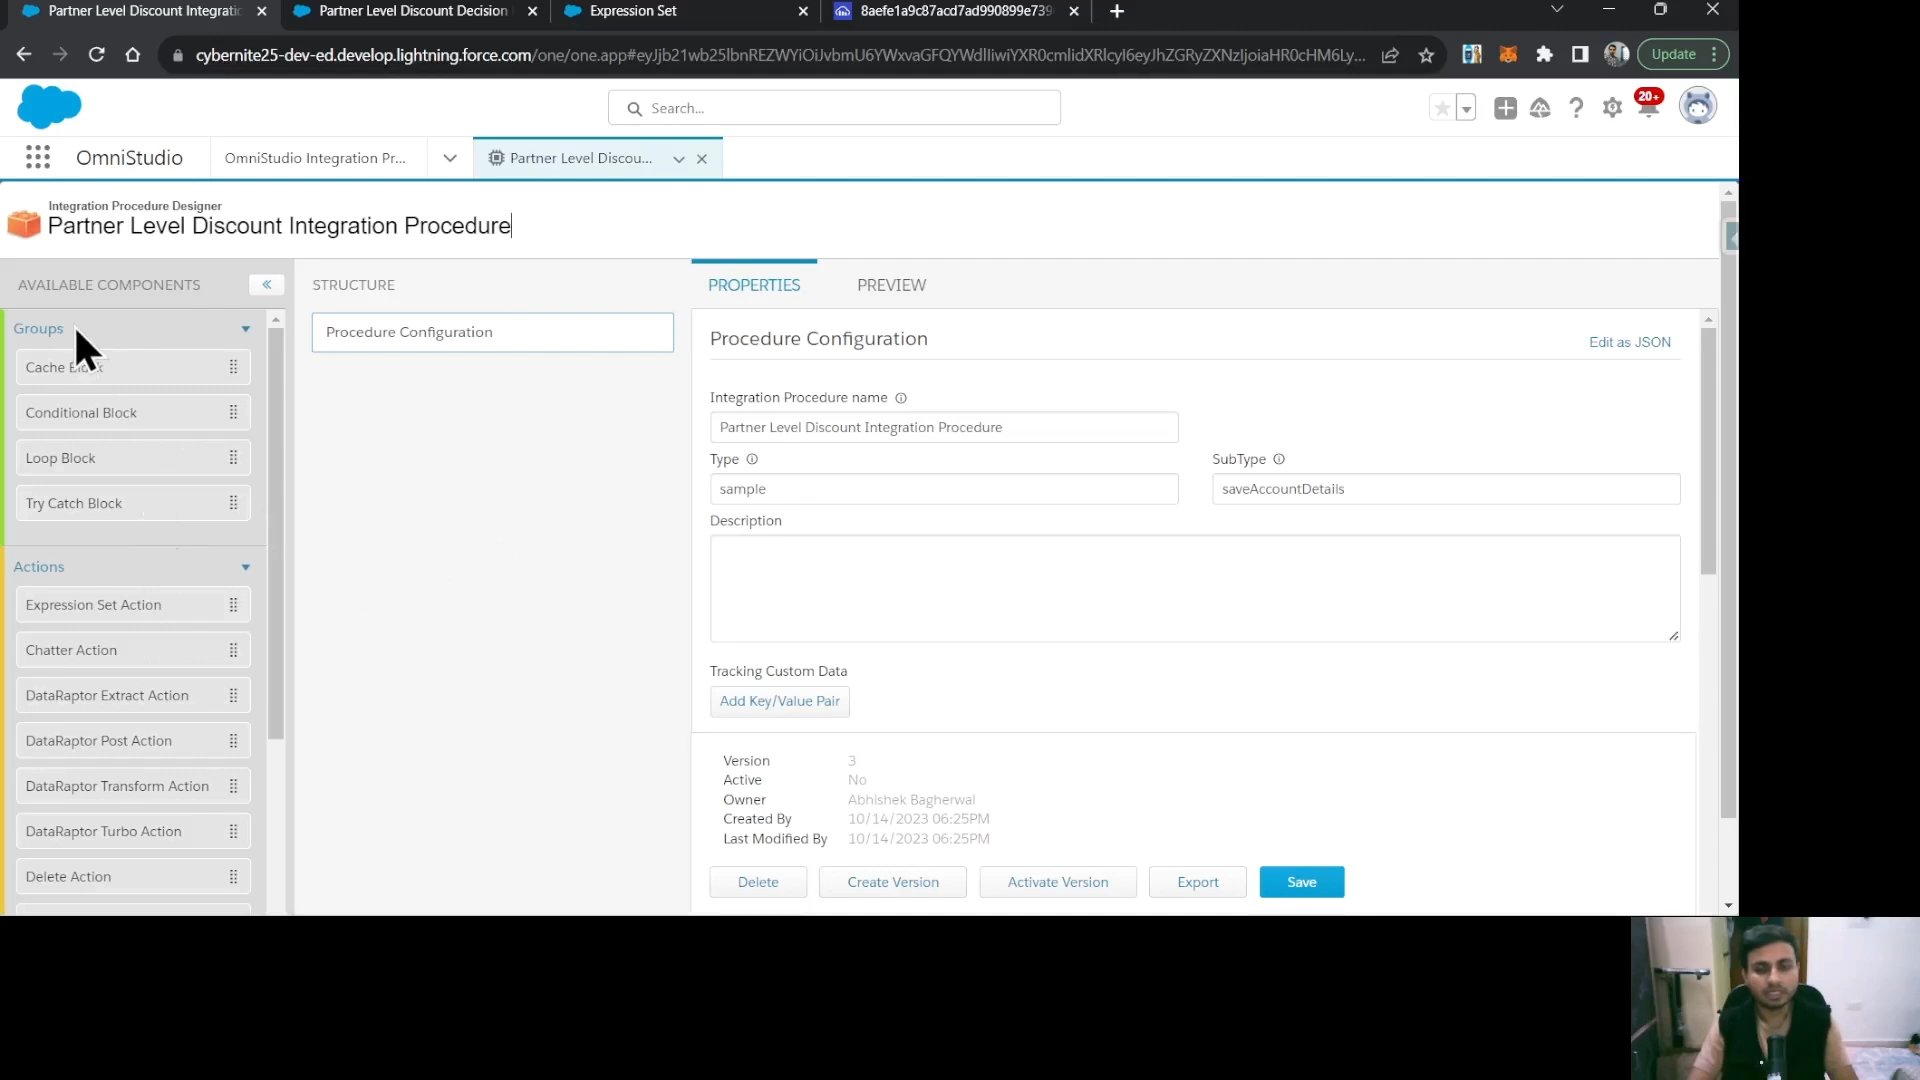 Partner Level Discount Integratio
Partner Level Discount Decision
Expression Set
8aefe1a9c87acd7ad990899e739
cybernite25-dev-ed.develop.lightning.force.com/one/one.app#eyJjb21wb25lbnREZWYiOiJvbmU6YWxvaGFQYWdlIiwiYXR0cmlidXRlcyI6eyJhZGRyZXNzIjoiaHR0cHM6Ly...
Update
Search...
20+
OmniStudio
OmniStudio Integration Pr...
Partner Level Discou...
Integration Procedure Designer
Partner Level Discount Integration Procedure
AVAILABLE COMPONENTS
STRUCTURE
PROPERTIES
PREVIEW
Groups
Procedure Configuration
Procedure Configuration
Edit as JSON
Cache Block
Conditional Block
Loop Block
Try Catch Block
Integration Procedure name
Partner Level Discount Integration Procedure
Type
SubType
sample
saveAccountDetails
Description
Actions
Expression Set Action
Chatter Action
DataRaptor Extract Action
DataRaptor Post Action
DataRaptor Transform Action
DataRaptor Turbo Action
Delete Action
Tracking Custom Data
Add Key/Value Pair
Version 3
Active No
Owner Abhishek Bagherwal
Created By 10/14/2023 06:25PM
Last Modified By 10/14/2023 06:25PM
Delete
Create Version
Activate Version
Export
Save